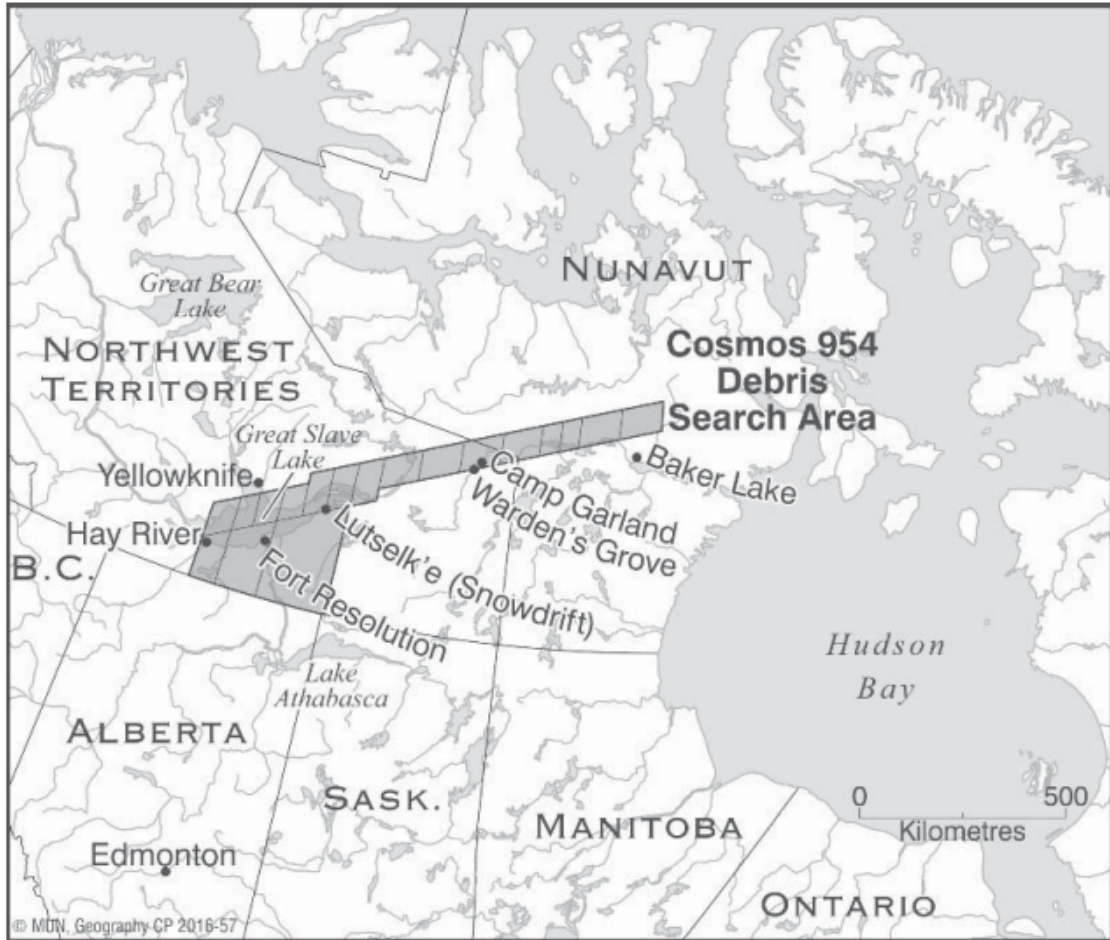 NUNAVUT
Great Bear
Lake
NORTHWEST
TERRITORIES
Cosmos 954
Debris
Search Area
Great Slave
Lake
Yellowknife
Camp Garland
Baker Lake
Warden's Grove
Hay River
Lutselk'e (Snowdrift)
B.C.
Fort Resolution
Hudson
Bay
Lake
Athabasca
ALBERTA
SASK.
0 500
Kilometres
MANITOBA
Edmonton
ONTARIO
© MUN, Geography CP 2016-57